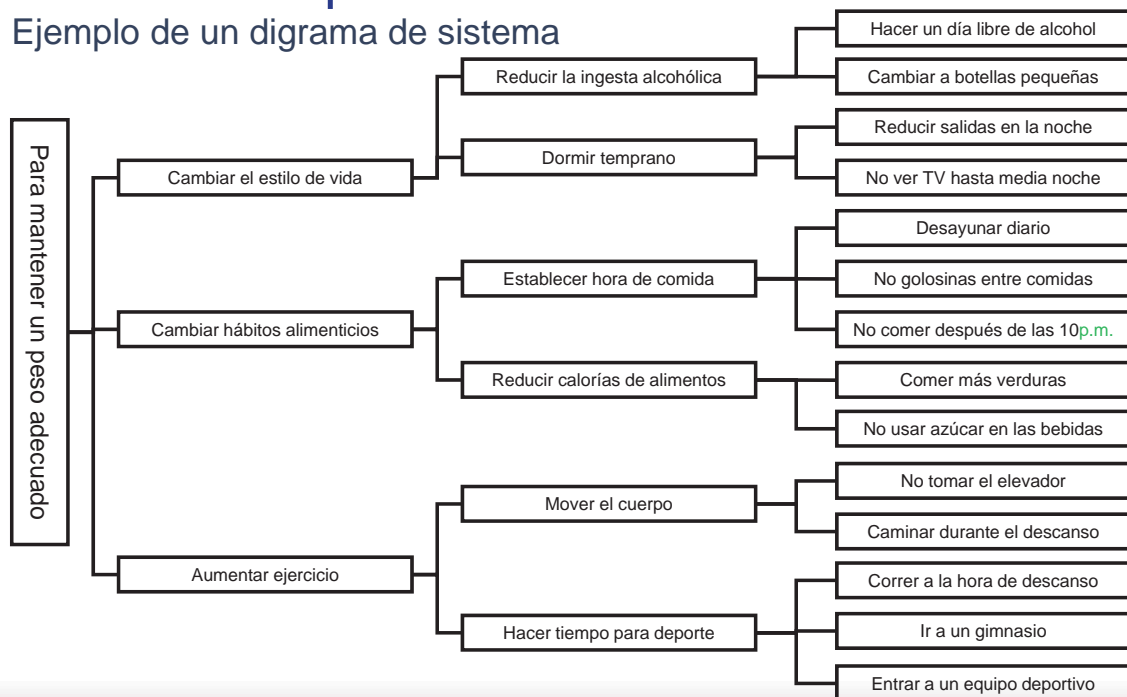 Ejemplo de un digrama de sistema
Para mantener un peso adecuado
Cambiar el estilo de vida
Reducir la ingesta alcohólica
Hacer un día libre de alcohol
Cambiar a botellas pequeñas
Dormir temprano
Reducir salidas en la noche
No ver TV hasta media noche
Cambiar hábitos alimenticios
Establecer hora de comida
Desayunar diario
No golosinas entre comidas
No comer después de las 10p.m.
Reducir calorías de alimentos
Comer más verduras
No usar azúcar en las bebidas
Aumentar ejercicio
Mover el cuerpo
No tomar el elevador
Caminar durante el descanso
Hacer tiempo para deporte
Correr a la hora de descanso
Ir a un gimnasio
Entrar a un equipo deportivo